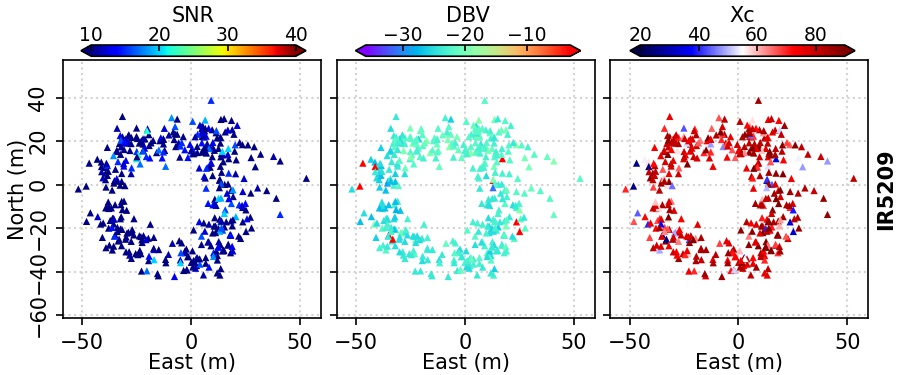 SNR DBV Xc
10 20 30 40 −30 −20 −10 20 40 60 80
40
20
0
−20
−40
−60
North (m)
−50 0 50 −50 0 50 −50 0 50
East (m) East (m) East (m)
IR5209